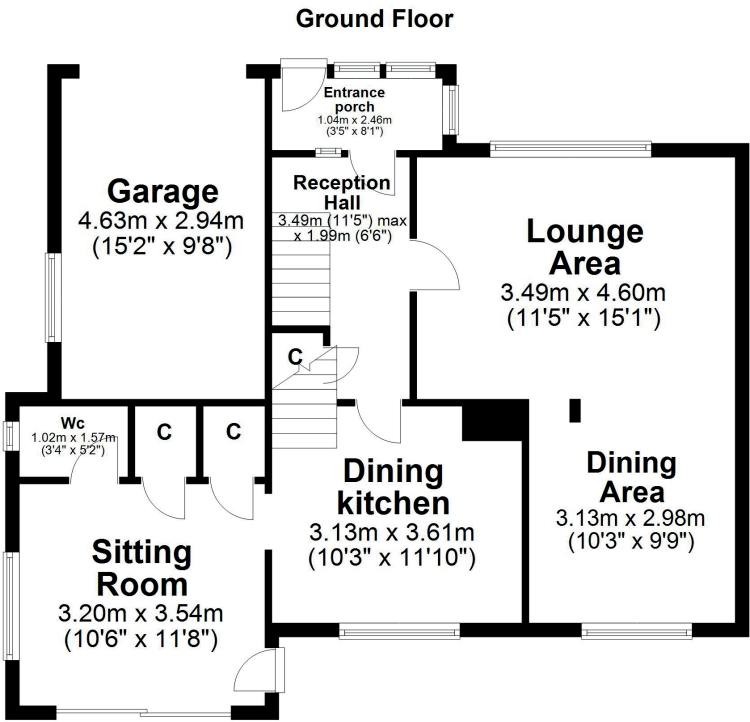 Ground Floor
Entrance
porch
1.04m x 2.46m
(3'5" x 8'1")
Garage
4.63m x 2.94m
(15'2" x 9'8")
Reception
Hall
3.49m (11'5") max
x 1.99m (6'6")
Lounge
Area
3.49m x 4.60m
(11'5" x 15'1")
C
Wc
1.02m x 1.57m
(3'4" x 5'2")
C
C
Dining
kitchen
3.13m x 3.61m
(10'3" x 11'10")
Dining
Area
3.13m x 2.98m
(10'3" x 9'9")
Sitting
Room
3.20m x 3.54m
(10'6" x 11'8")